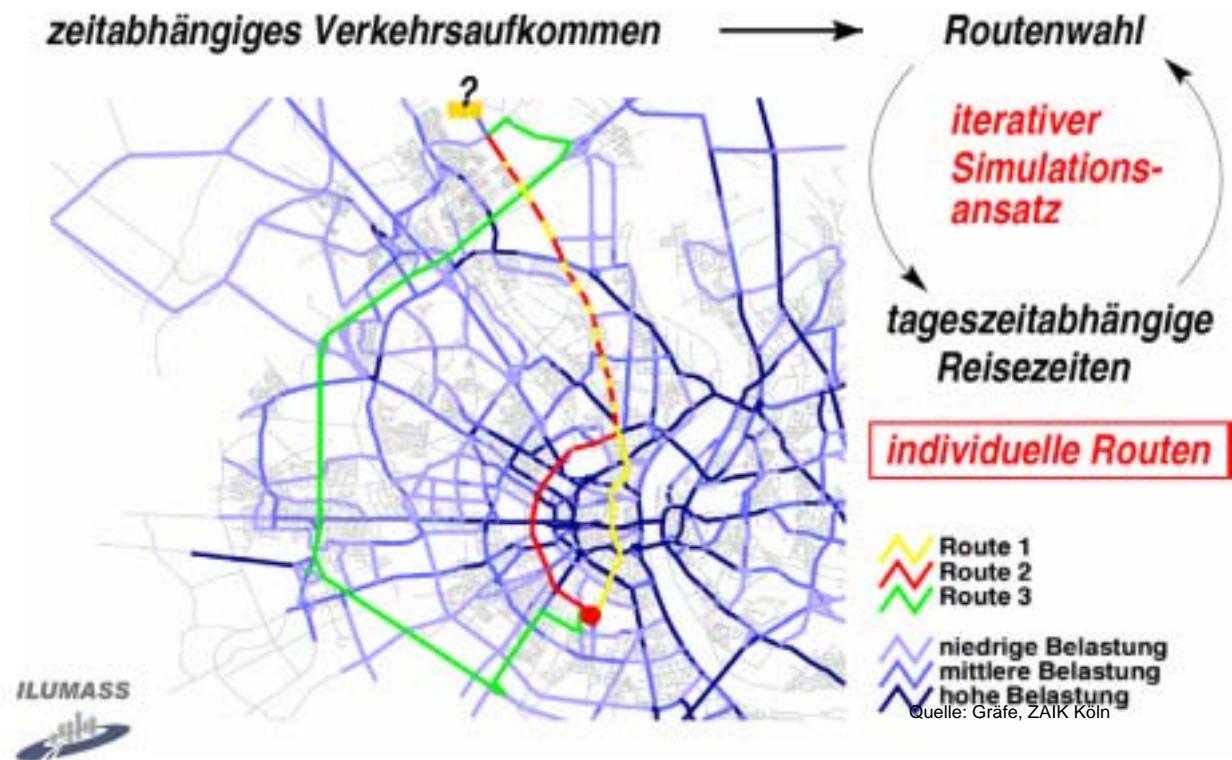 zeitabhängiges Verkehrsaufkommen
Routenwahl
?
iterativer
Simulations-
ansatz
tageszeitabhängige
Reisezeiten
individuelle Routen
Route 1
Route 2
Route 3
niedrige Belastung
mittlere Belastung
hohe Belastung
Quelle: Gräfe, ZAIK Köln
ILUMASS